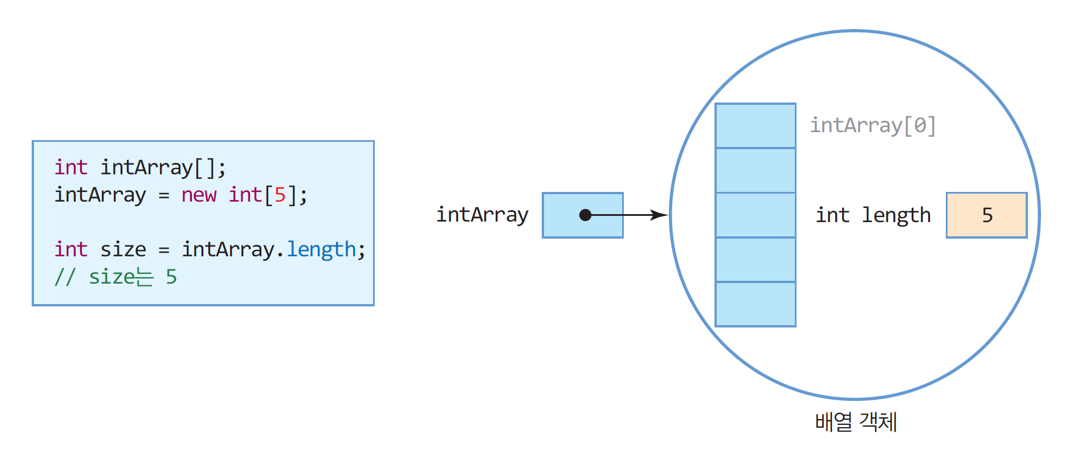 int intArray[];
intArray = new int[5];
int size = intArray.length;
// size는 5
intArray
intArray[0]
int length 5
배열 객체